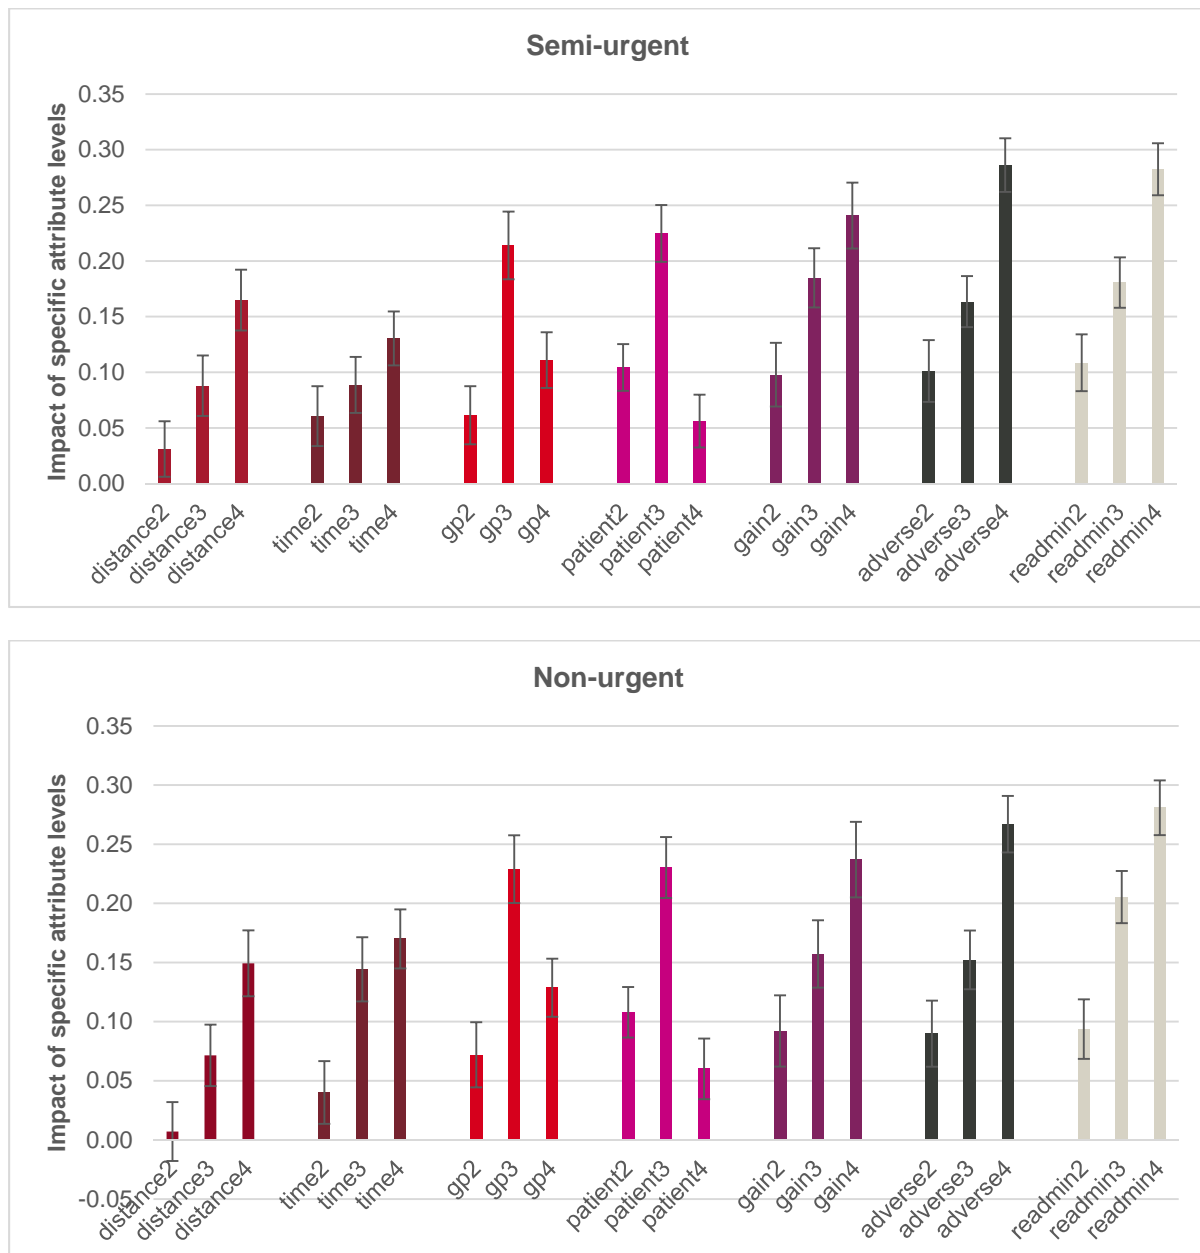 Semi-urgent
Impact of specific attribute levels
0.35
0.30
0.25
0.20
0.15
0.10
0.05
0.00
distance2
distance3
distance4
time2
time3
time4
gp2
gp3
gp4
patient2
patient3
patient4
gain2
gain3
gain4
adverse2
adverse3
adverse4
readmin2
readmin3
readmin4
Non-urgent
Impact of specific attribute levels
0.35
0.30
0.25
0.20
0.15
0.10
0.05
0.00
-0.05
distance2
distance3
distance4
time2
time3
time4
gp2
gp3
gp4
patient2
patient3
patient4
gain2
gain3
gain4
adverse2
adverse3
adverse4
readmin2
readmin3
readmin4